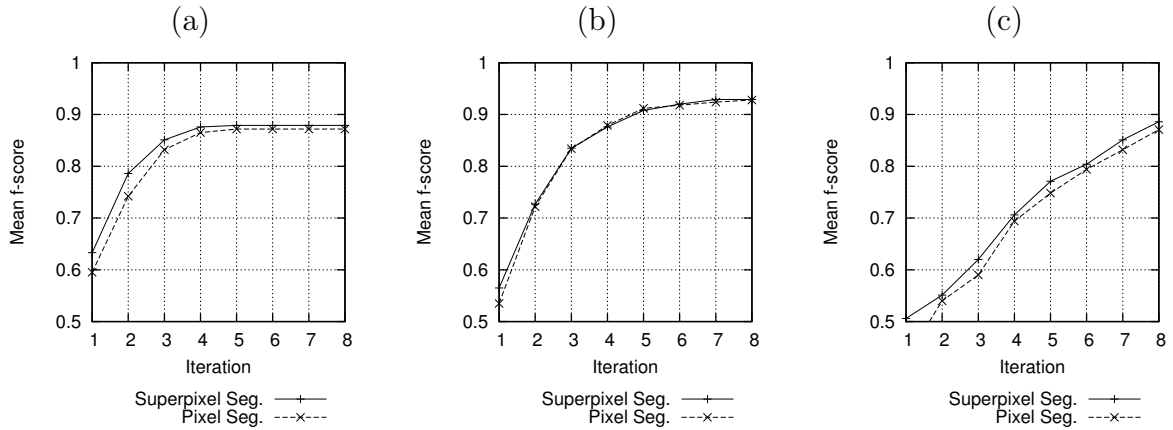 (a)
1
0.9
0.8
0.7
0.6
0.5
Mean f-score
1 2 3 4 5 6 7 8
Iteration
Superpixel Seg.
Pixel Seg.
(b)
1
0.9
0.8
0.7
0.6
0.5
Mean f-score
1 2 3 4 5 6 7 8
Iteration
Superpixel Seg.
Pixel Seg.
(c)
1
0.9
0.8
0.7
0.6
0.5
Mean f-score
1 2 3 4 5 6 7 8
Iteration
Superpixel Seg.
Pixel Seg.